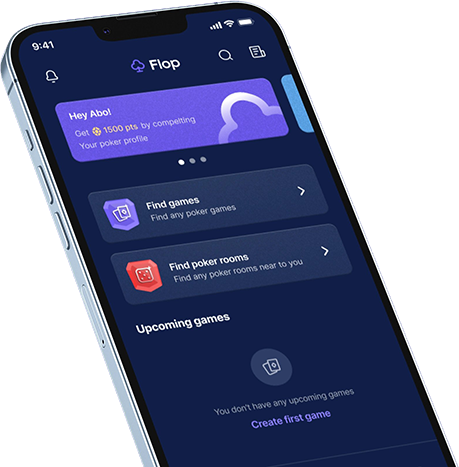 9:41
Flop
Hey Abo!
Get 1500 pts by compelting
Your poker profile
Find games
Find any poker games
Find poker rooms
Find any poker rooms near to you
Upcoming games
You don't have any upcoming games
Create first game